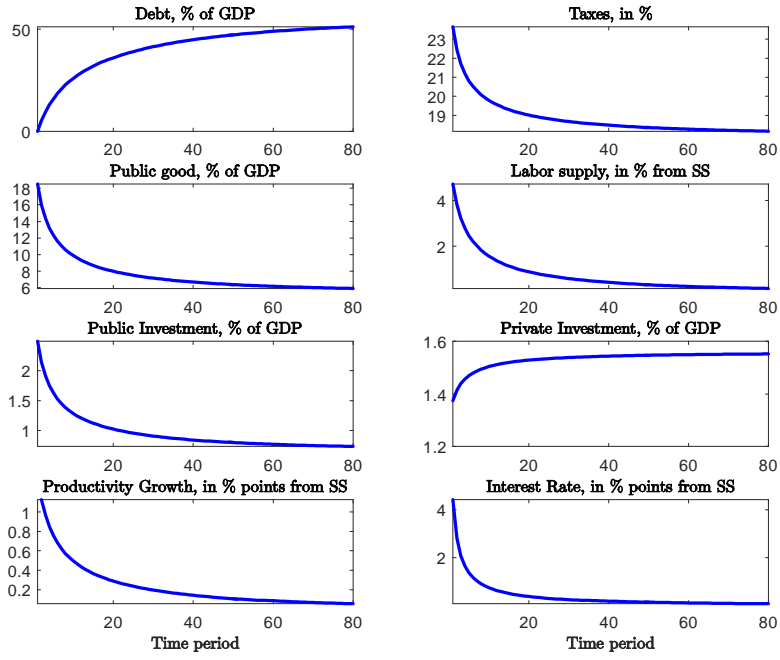 Debt, % of GDP
50
0
20 40 60 80
Taxes, in %
23
22
21
20
19
20 40 60 80
Public good, % of GDP
18
16
14
12
10
8
6
20 40 60 80
Labor supply, in % from SS
4
2
20 40 60 80
Public Investment, % of GDP
2
1.5
1
20 40 60 80
Private Investment, % of GDP
1.6
1.4
1.2
20 40 60 80
Productivity Growth, in % points from SS
1
0.8
0.6
0.4
0.2
20 40 60 80
Time period
Interest Rate, in % points from SS
4
2
20 40 60 80
Time period